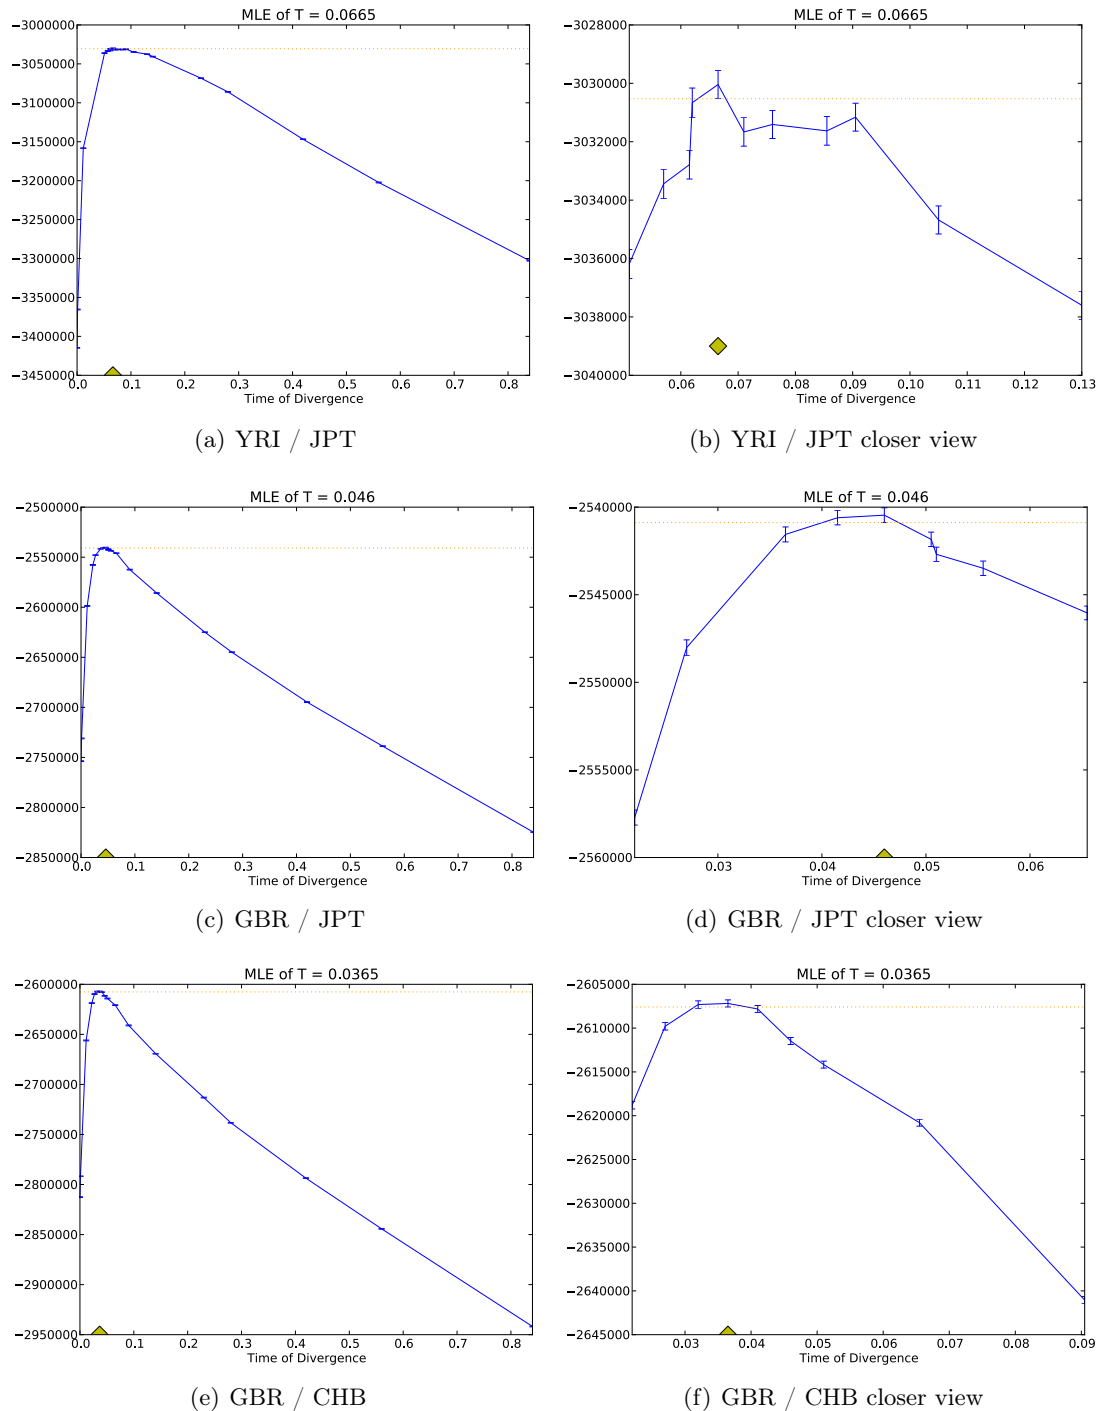 MLE of T = 0.0665
−3000000
−3050000
−3100000
−3150000
−3200000
−3250000
−3300000
−3350000
−3400000
−3450000
0.0 0.1 0.2 0.3 0.4 0.5 0.6 0.7 0.8
Time of Divergence
(a) YRI / JPT
MLE of T = 0.0665
−3028000
−3030000
−3032000
−3034000
−3036000
−3038000
−3040000
0.06 0.07 0.08 0.09 0.10 0.11 0.12 0.13
Time of Divergence
(b) YRI / JPT closer view
MLE of T = 0.046
−2500000
−2550000
−2600000
−2650000
−2700000
−2750000
−2800000
−2850000
0.0 0.1 0.2 0.3 0.4 0.5 0.6 0.7 0.8
Time of Divergence
(c) GBR / JPT
MLE of T = 0.046
−2540000
−2545000
−2550000
−2555000
−2560000
0.03 0.04 0.05 0.06
Time of Divergence
(d) GBR / JPT closer view
MLE of T = 0.0365
−2600000
−2650000
−2700000
−2750000
−2800000
−2850000
−2900000
−2950000
0.0 0.1 0.2 0.3 0.4 0.5 0.6 0.7 0.8
Time of Divergence
(e) GBR / CHB
MLE of T = 0.0365
−2605000
−2610000
−2615000
−2620000
−2625000
−2630000
−2635000
−2640000
−2645000
0.03 0.04 0.05 0.06 0.07 0.08 0.09
Time of Divergence
(f) GBR / CHB closer view